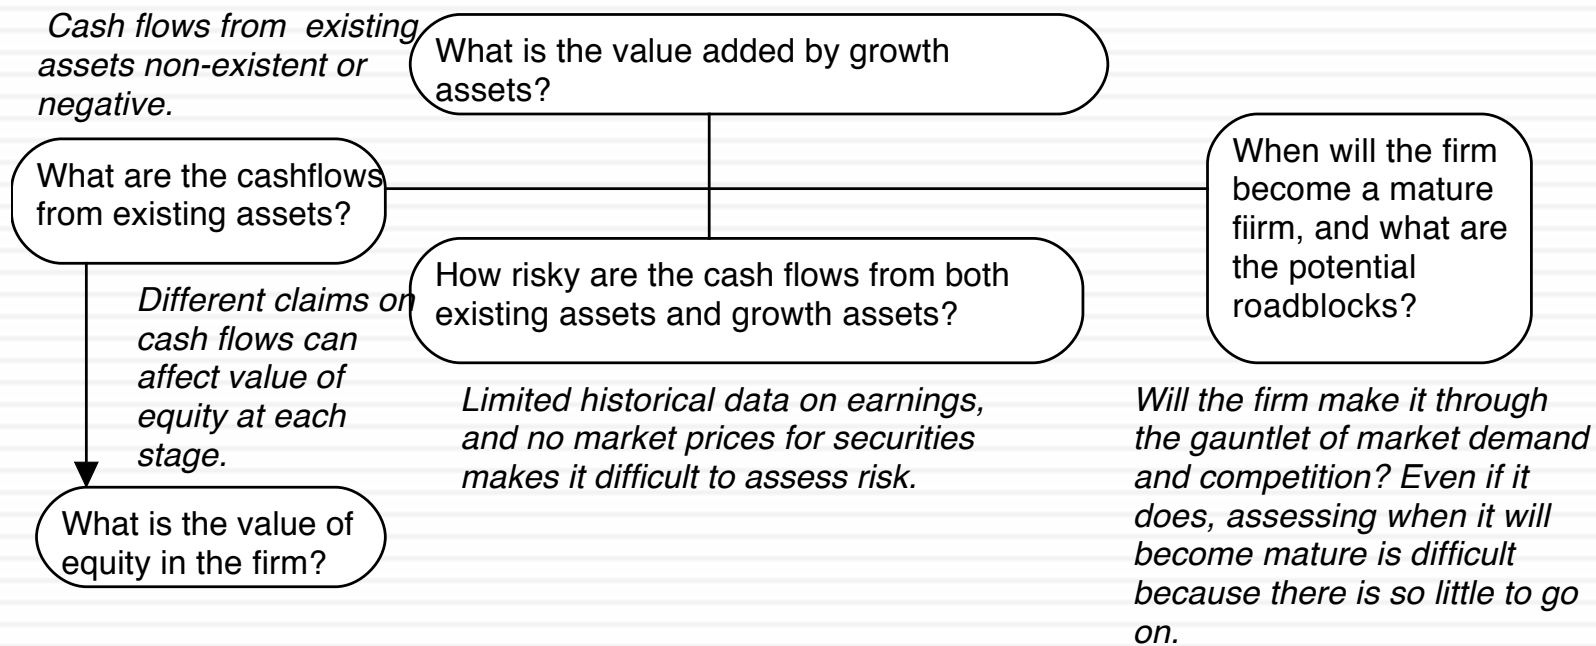 Cash flows from existing
assets non-existent or
negative.
What is the value added by growth
assets?
What are the cashflows
from existing assets?
When will the firm
become a mature
fiirm, and what are
the potential
roadblocks?
How risky are the cash flows from both
existing assets and growth assets?
Different claims on
cash flows can
affect value of
equity at each
stage.
Limited historical data on earnings,
and no market prices for securities
makes it difficult to assess risk.
Will the firm make it through
the gauntlet of market demand
and competition? Even if it
does, assessing when it will
become mature is difficult
because there is so little to go
on.
What is the value of
equity in the firm?